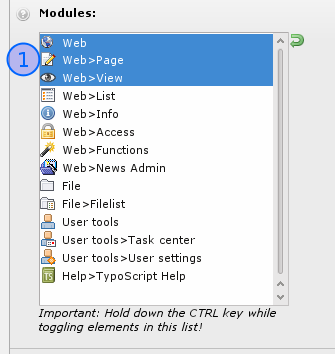 Modules:
1
Web
Web>Page
Web>View
Web>List
Web>Info
Web>Access
Web>Functions
Web>News Admin
File
File>Filelist
User tools
User tools>Task center
User tools>User settings
TS Help>TypoScript Help
Important: Hold down the CTRL key while
toggling elements in this list!